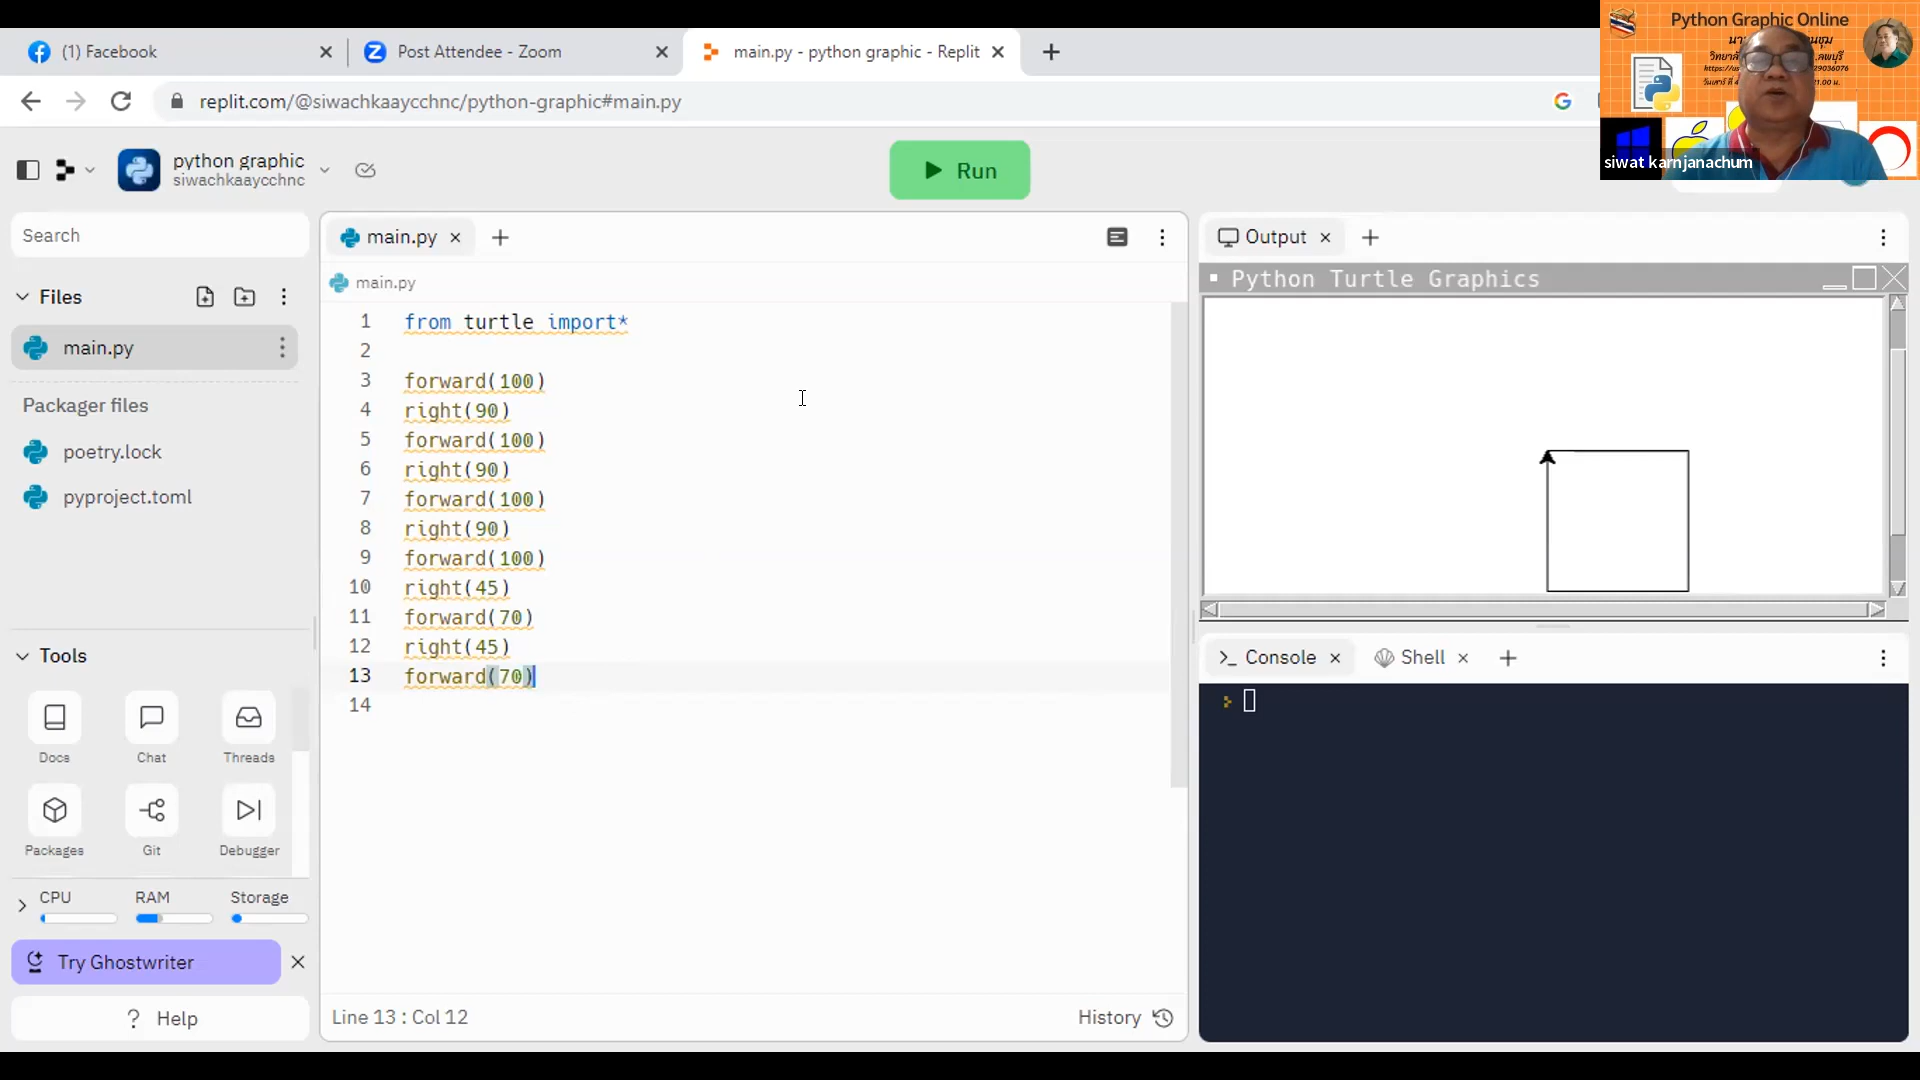 (1) Facebook
Post Attendee - Zoom
main.py - python graphic - Replit
replit.com/@siwachkaaycchnc/python-graphic#main.py
Python Graphic Online
siwat karnjanachum
python graphic
siwachkaaycchnc
Run
Search
Files
main.py
Packager files
poetry.lock
pyproject.toml
Tools
Docs
Chat
Threads
Packages
Git
Debugger
CPU
RAM
Storage
Try Ghostwriter
? Help
main.py
main.py
1 from turtle import*
2
3 forward(100)
4 right(90)
5 forward(100)
6 right(90)
7 forward(100)
8 right(90)
9 forward(100)
10 right(45)
11 forward(70)
12 right(45)
13 forward(70)
14
Line 13 : Col 12
History
Output
Python Turtle Graphics
Console
Shell